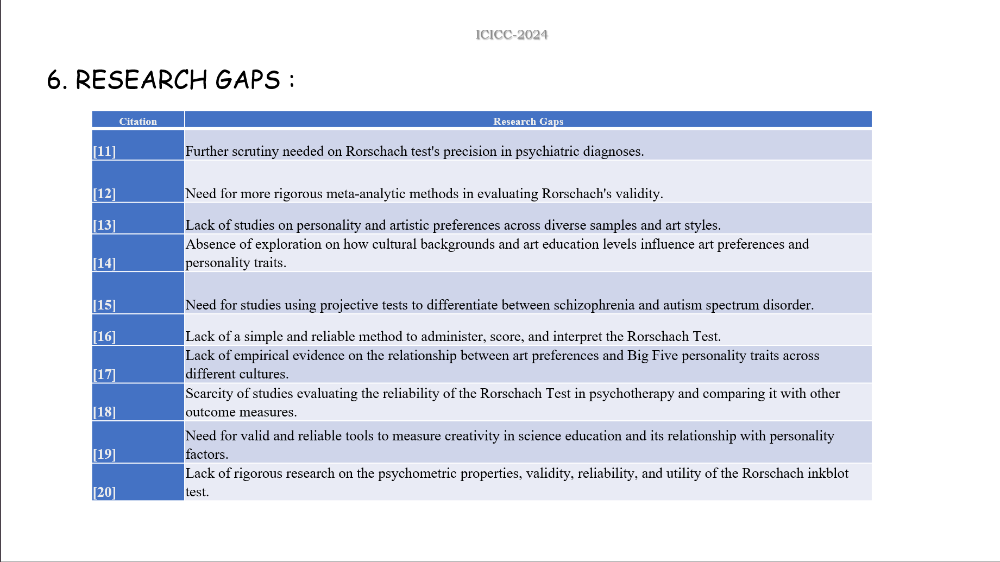 ICICC-2024
6. RESEARCH GAPS :
Citation Research Gaps
[11] Further scrutiny needed on Rorschach test's precision in psychiatric diagnoses.
[12] Need for more rigorous meta-analytic methods in evaluating Rorschach's validity.
[13] Lack of studies on personality and artistic preferences across diverse samples and art styles.
Absence of exploration on how cultural backgrounds and art education levels influence art preferences and
[14] personality traits.
[15] Need for studies using projective tests to differentiate between schizophrenia and autism spectrum disorder.
[16] Lack of a simple and reliable method to administer, score, and interpret the Rorschach Test.
Lack of empirical evidence on the relationship between art preferences and Big Five personality traits across
[17] different cultures.
Scarcity of studies evaluating the reliability of the Rorschach Test in psychotherapy and comparing it with other
[18] outcome measures.
Need for valid and reliable tools to measure creativity in science education and its relationship with personality
[19] factors.
Lack of rigorous research on the psychometric properties, validity, reliability, and utility of the Rorschach inkblot
[20] test.